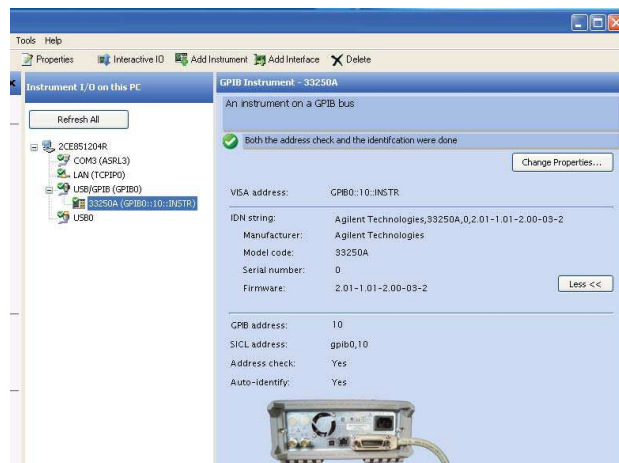 Tools Help
Properties Interactive IO Add Instrument Add Interface Delete
Instrument I/O on this PC
Refresh All
2CE851204R
COM3 (ASRL3)
LAN (TCPIP0)
USB/GPIB (GPIB0)
33250A (GPIB0::10::INSTR)
USB0
GPIB Instrument - 33250A
An instrument on a GPIB bus
Both the address check and the identifcation were done
Change Properties...
VISA address: GPIB0::10::INSTR
IDN string: Agilent Technologies,33250A,0,2.01-1.01-2.00-03-2
Manufacturer: Agilent Technologies
Model code: 33250A
Serial number: 0
Firmware: 2.01-1.01-2.00-03-2
Less <<
GPIB address: 10
SICL address: gpib0,10
Address check: Yes
Auto-identify: Yes